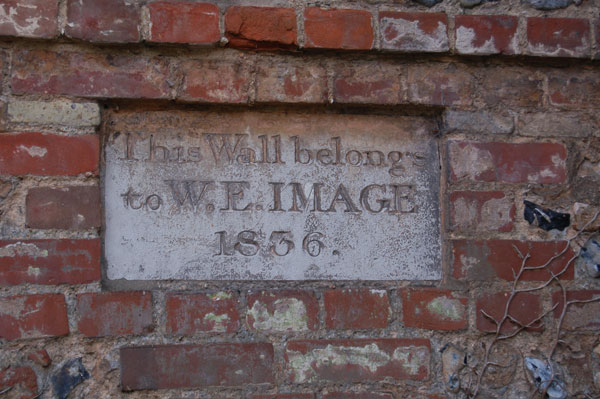 This Wall belongs
to W.E. IMAGE
1836.